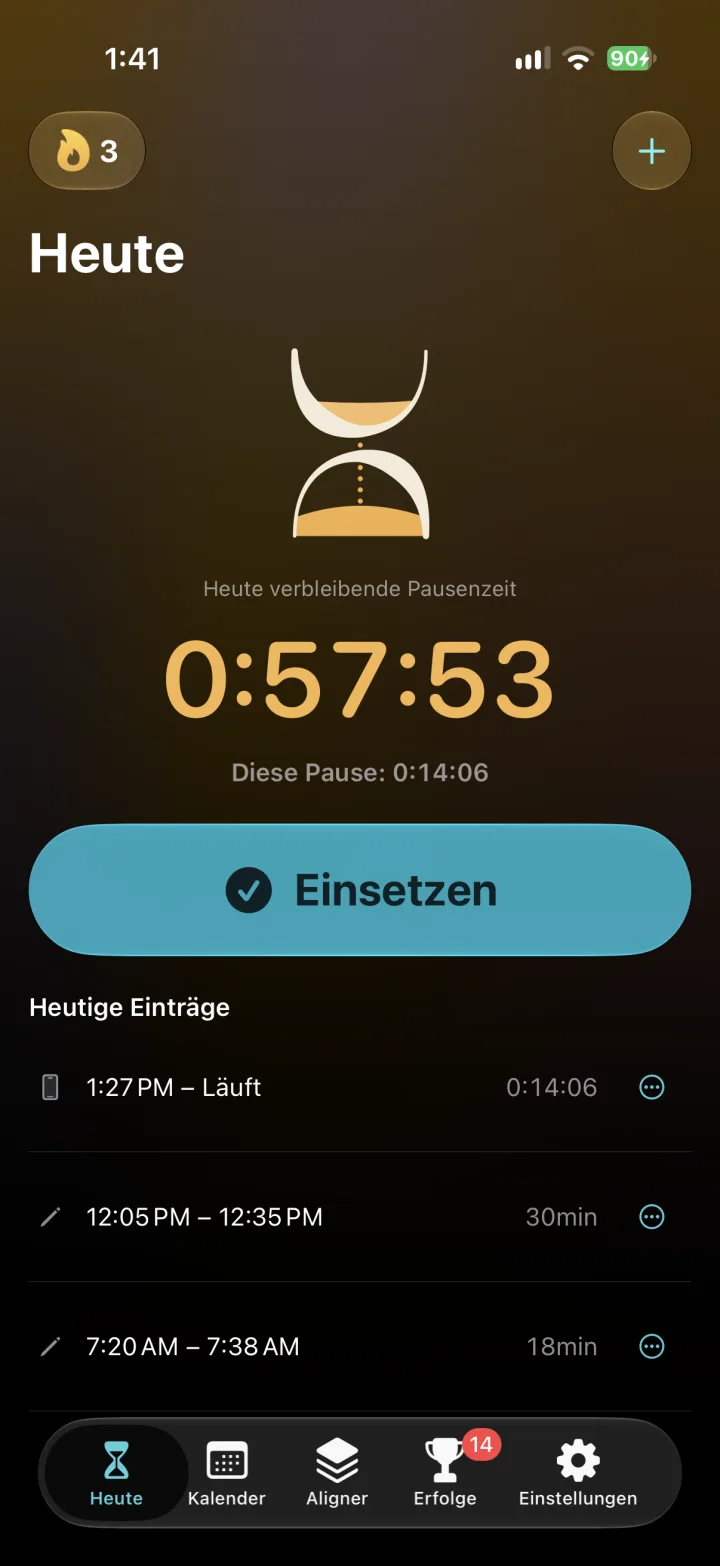 1:41
90
3
Heute
Heute verbleibende Pausenzeit
0:57:53
Diese Pause: 0:14:06
Einsetzen
Heutige Einträge
1:27 PM – Läuft 0:14:06
12:05 PM – 12:35 PM 30min
7:20 AM – 7:38 AM 18min
14
Heute Kalender Aligner Erfolge Einstellungen